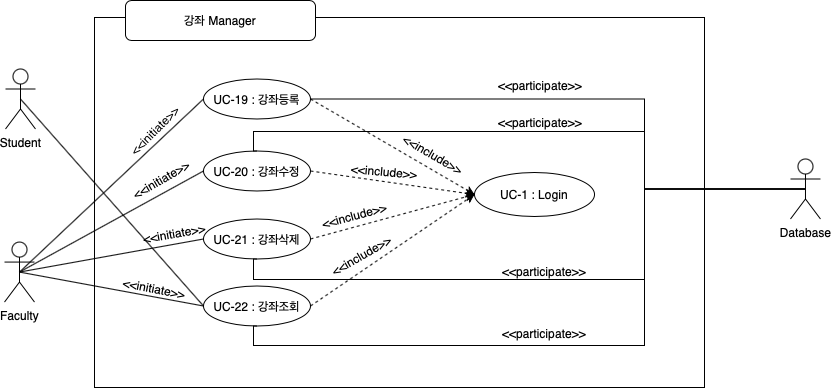 강좌 Manager
<<participate>>
UC-19 : 강좌등록
<<initiate>>
<<participate>>
Student
<<include>>
UC-20 : 강좌수정
<<include>>
<<initiate>>
UC-1 : Login
<<include>>
UC-21 : 강좌삭제
<<initiate>>
Database
<<include>>
<<participate>>
<<initiate>>
UC-22 : 강좌조회
Faculty
<<participate>>